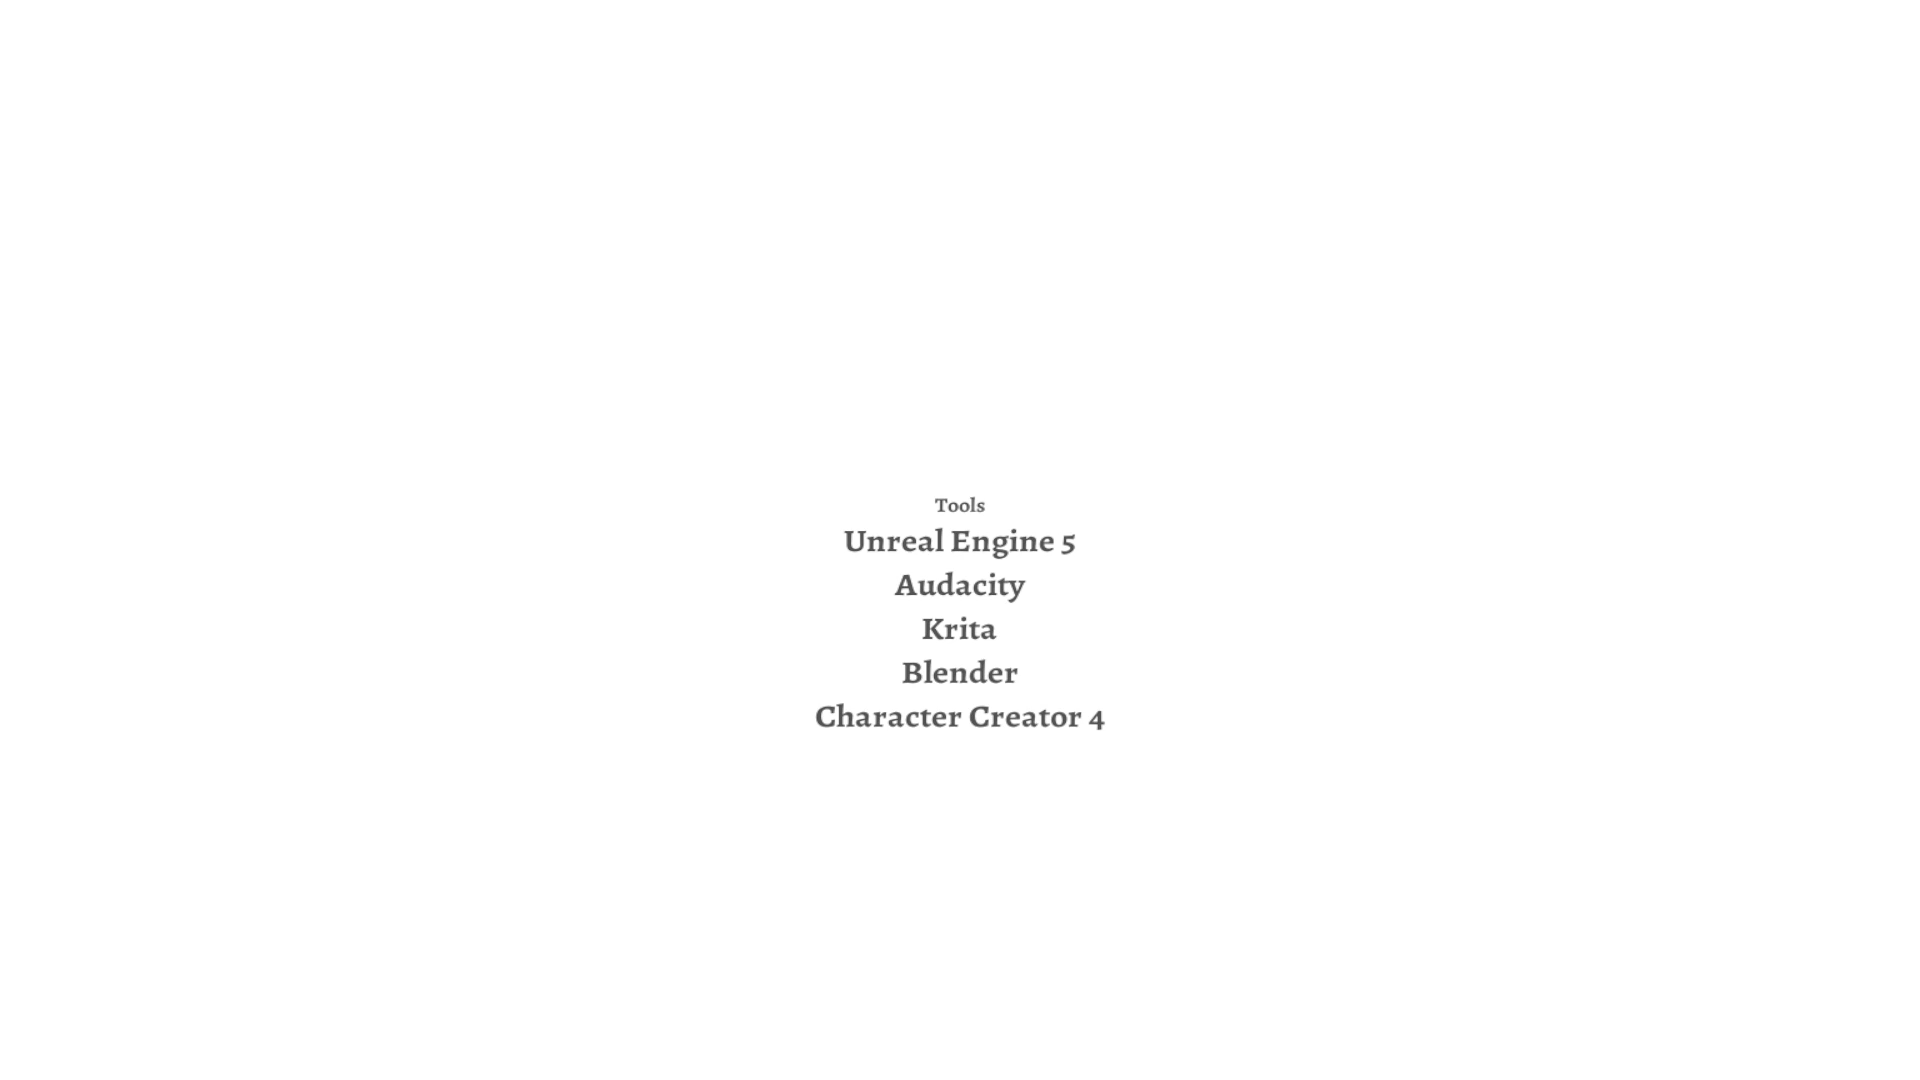 Tools
Unreal Engine 5
Audacity
Krita
Blender
Character Creator 4